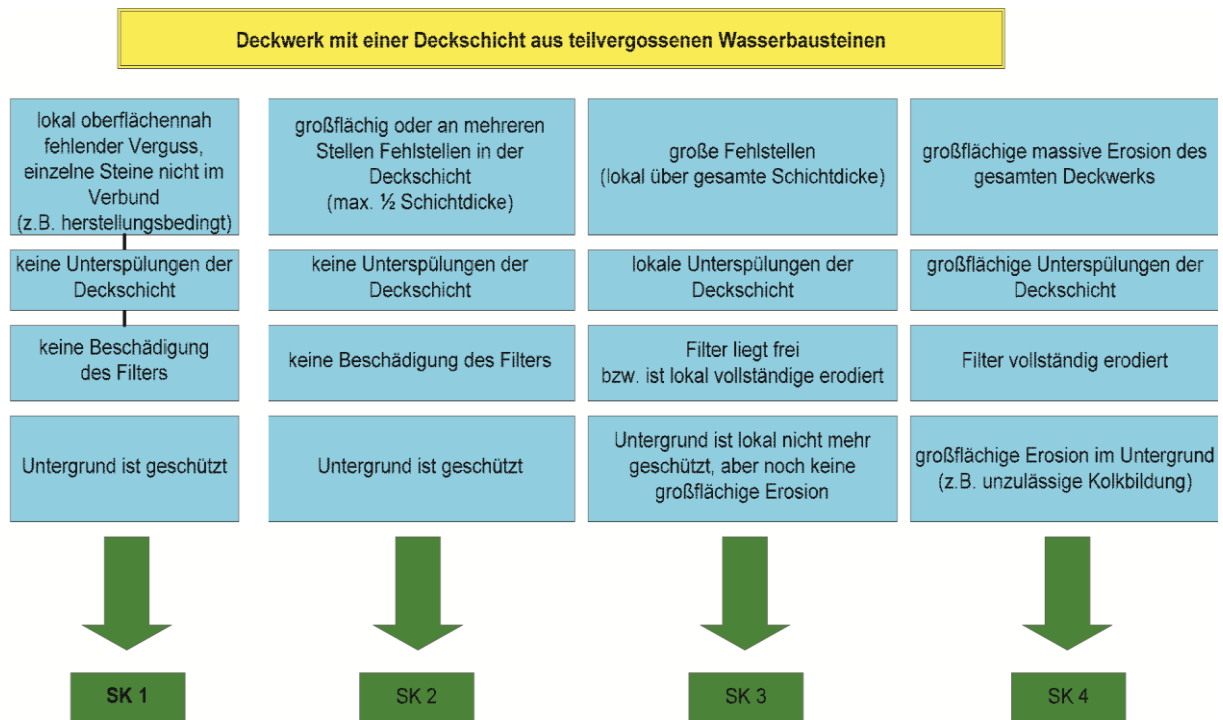 Deckwerk mit einer Deckschicht aus teilvergossenen Wasserbausteinen
lokal oberflächennah
fehlender Verguss,
einzelne Steine nicht im
Verbund
(z.B. herstellungsbedingt)
keine Unterspülungen der
Deckschicht
keine Beschädigung
des Filters
Untergrund ist geschützt
SK 1
großflächig oder an mehreren
Stellen Fehlstellen in der
Deckschicht
(max. ½ Schichtdicke)
keine Unterspülungen der
Deckschicht
keine Beschädigung des Filters
Untergrund ist geschützt
SK 2
große Fehlstellen
(lokal über gesamte Schichtdicke)
lokale Unterspülungen der
Deckschicht
Filter liegt frei
bzw. ist lokal vollständige erodiert
Untergrund ist lokal nicht mehr
geschützt, aber noch keine
großflächige Erosion
SK 3
großflächige massive Erosion des
gesamten Deckwerks
großflächige Unterspülungen der
Deckschicht
Filter vollständig erodiert
großflächige Erosion im Untergrund
(z.B. unzulässige Kolkbildung)
SK 4